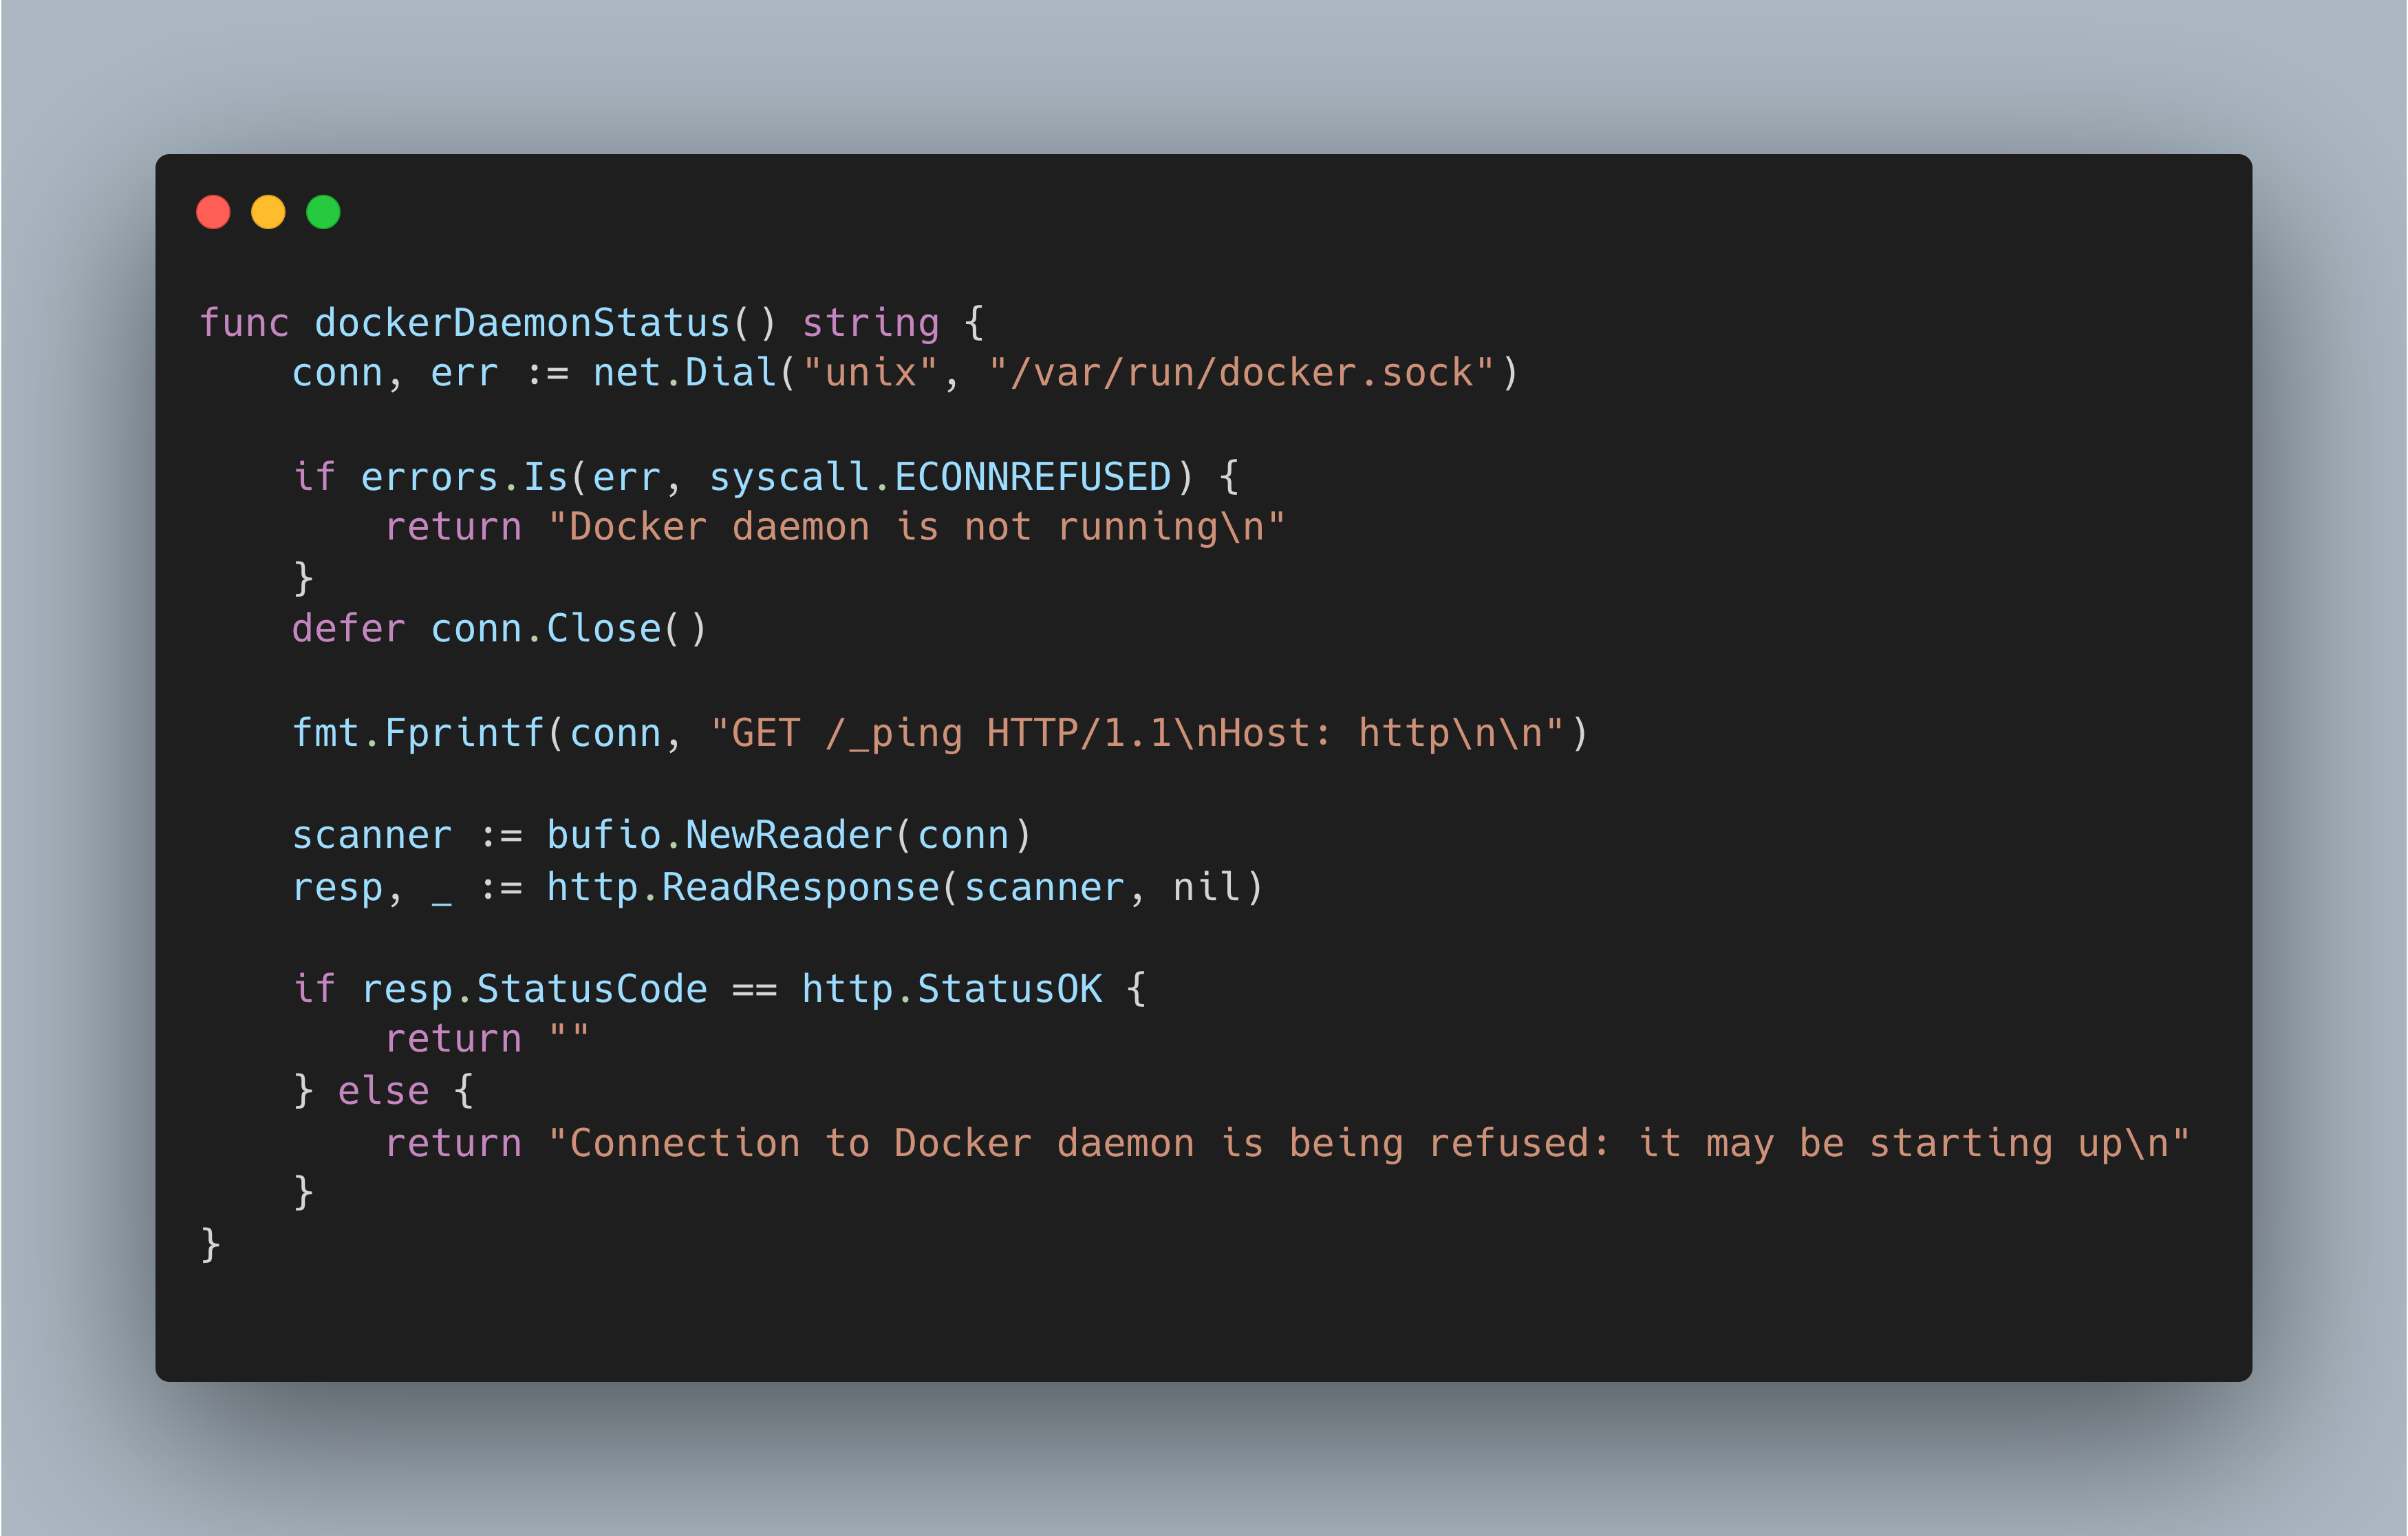 func dockerDaemonStatus() string {
    conn, err := net.Dial("unix", "/var/run/docker.sock")

    if errors.Is(err, syscall.ECONNREFUSED) {
        return "Docker daemon is not running\n"
    }
    defer conn.Close()

    fmt.Fprintf(conn, "GET /_ping HTTP/1.1\nHost: http\n\n")

    scanner := bufio.NewReader(conn)
    resp, _ := http.ReadResponse(scanner, nil)

    if resp.StatusCode == http.StatusOK {
        return ""
    } else {
        return "Connection to Docker daemon is being refused: it may be starting up\n"
    }
}